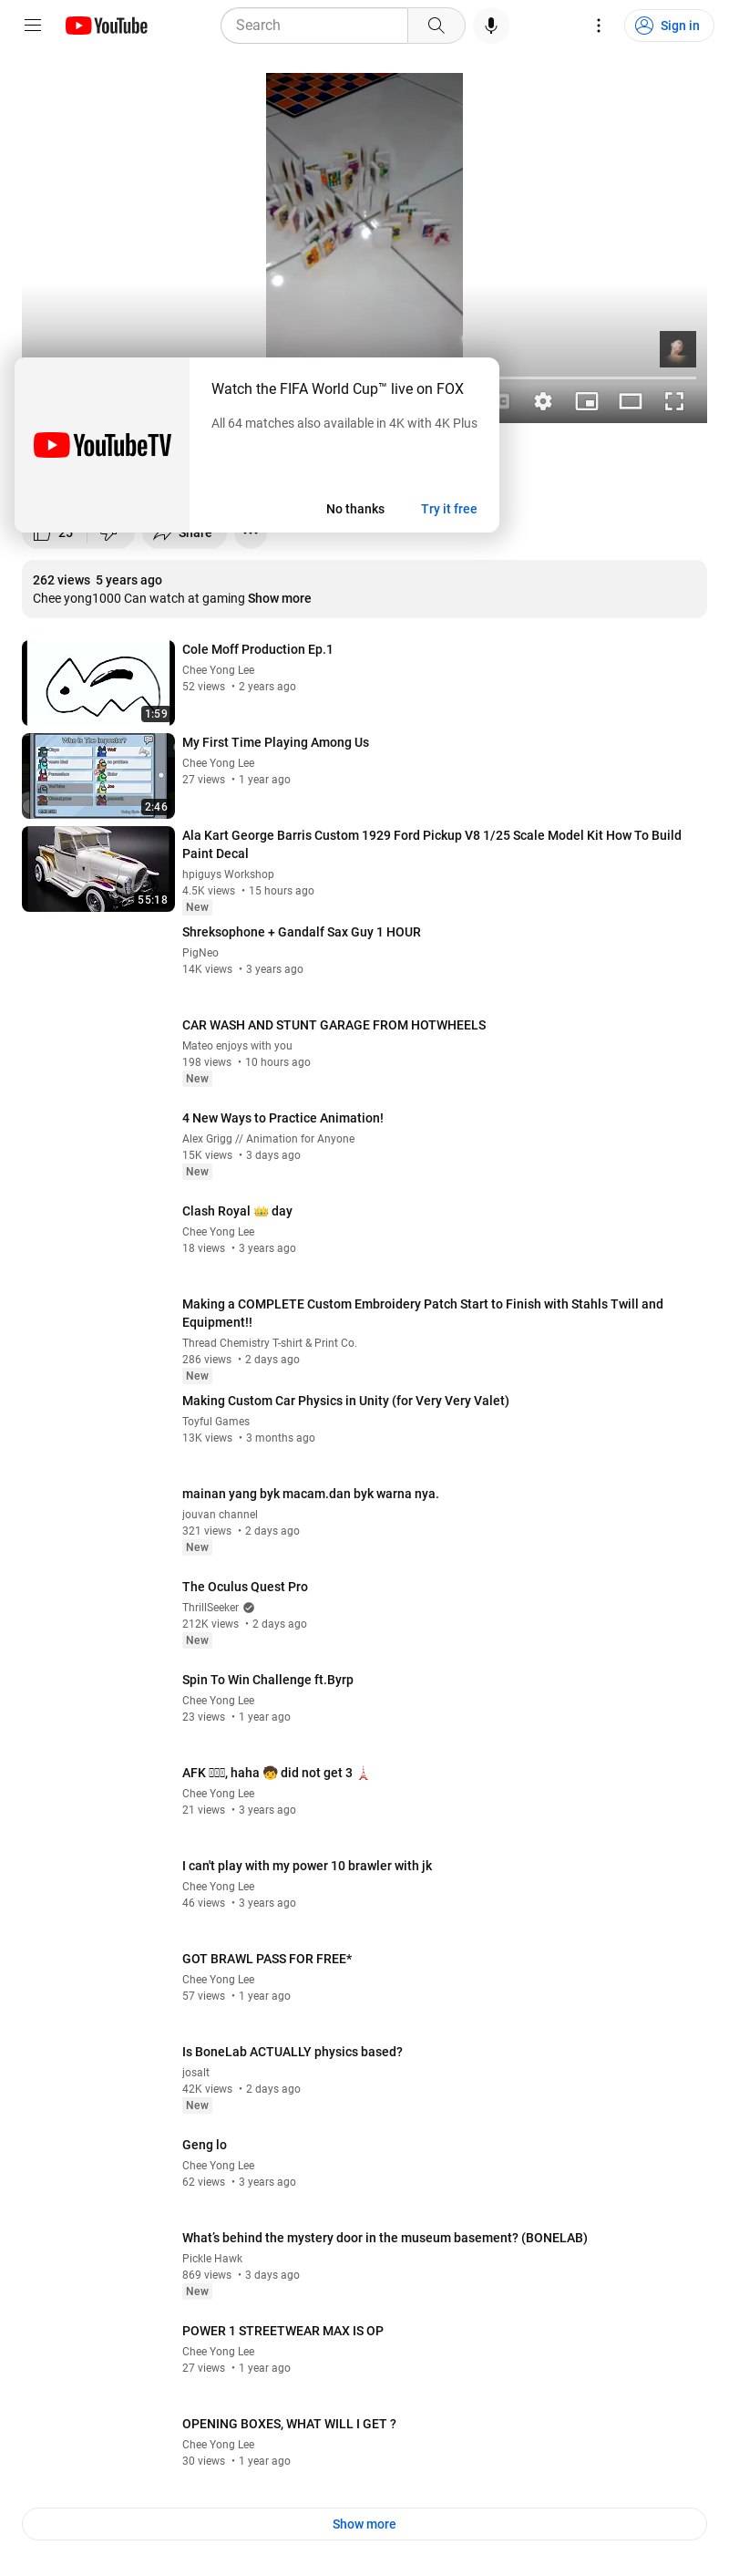 YouTube
Search
Sign in
Watch the FIFA World Cup™ live on FOX
All 64 matches also available in 4K with 4K Plus
YouTubeTV
No thanks
Try it free
Share
262 views 5 years ago
Chee yong1000 Can watch at gaming Show more
Cole Moff Production Ep.1
Chee Yong Lee
52 views • 2 years ago
1:59
My First Time Playing Among Us
Chee Yong Lee
27 views • 1 year ago
2:46
Ala Kart George Barris Custom 1929 Ford Pickup V8 1/25 Scale Model Kit How To Build
Paint Decal
hpiguys Workshop
4.5K views • 15 hours ago
55:18
New
Shreksophone + Gandalf Sax Guy 1 HOUR
PigNeo
14K views • 3 years ago
CAR WASH AND STUNT GARAGE FROM HOTWHEELS
Mateo enjoys with you
198 views • 10 hours ago
New
4 New Ways to Practice Animation!
Alex Grigg // Animation for Anyone
15K views • 3 days ago
New
Clash Royal 👑 day
Chee Yong Lee
18 views • 3 years ago
Making a COMPLETE Custom Embroidery Patch Start to Finish with Stahls Twill and
Equipment!!
Thread Chemistry T-shirt & Print Co.
286 views • 2 days ago
New
Making Custom Car Physics in Unity (for Very Very Valet)
Toyful Games
13K views • 3 months ago
mainan yang byk macam.dan byk warna nya.
jouvan channel
321 views • 2 days ago
New
The Oculus Quest Pro
ThrillSeeker
212K views • 2 days ago
New
Spin To Win Challenge ft.Byrp
Chee Yong Lee
23 views • 1 year ago
AFK , haha 🧒 did not get 3 🗼
Chee Yong Lee
21 views • 3 years ago
I can't play with my power 10 brawler with jk
Chee Yong Lee
46 views • 3 years ago
GOT BRAWL PASS FOR FREE*
Chee Yong Lee
57 views • 1 year ago
Is BoneLab ACTUALLY physics based?
josalt
42K views • 2 days ago
New
Geng lo
Chee Yong Lee
62 views • 3 years ago
What's behind the mystery door in the museum basement? (BONELAB)
Pickle Hawk
869 views • 3 days ago
New
POWER 1 STREETWEAR MAX IS OP
Chee Yong Lee
27 views • 1 year ago
OPENING BOXES, WHAT WILL I GET ?
Chee Yong Lee
30 views • 1 year ago
Show more